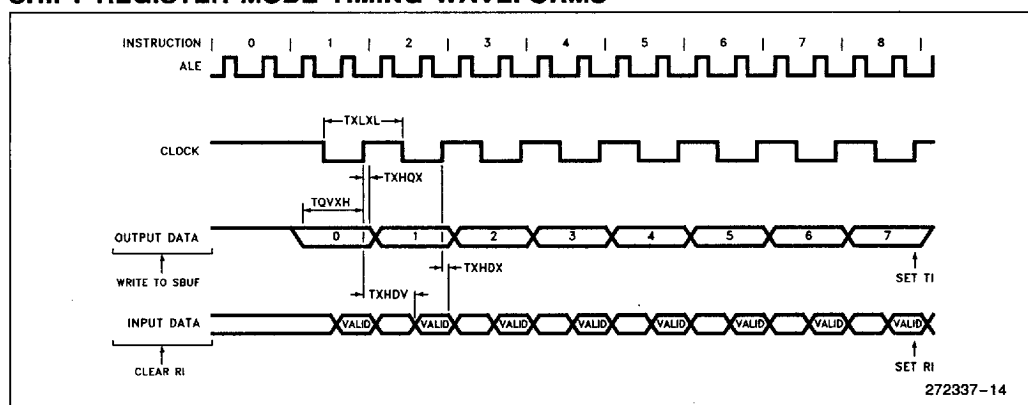 SHIFT REGISTER MODE TIMING WAVEFORMS
INSTRUCTION | 0 | 1 | 2 | 3 | 4 | 5 | 6 | 7 | 8 |
ALE
TXLXL
CLOCK
TXHQX
TQVXH
OUTPUT DATA 0 1 2 3 4 5 6 7
WRITE TO SBUF
TXHDX
SET TI
TXHDV
INPUT DATA VALID VALID VALID VALID VALID VALID VALID VALID
CLEAR RI
SET RI
272337-14